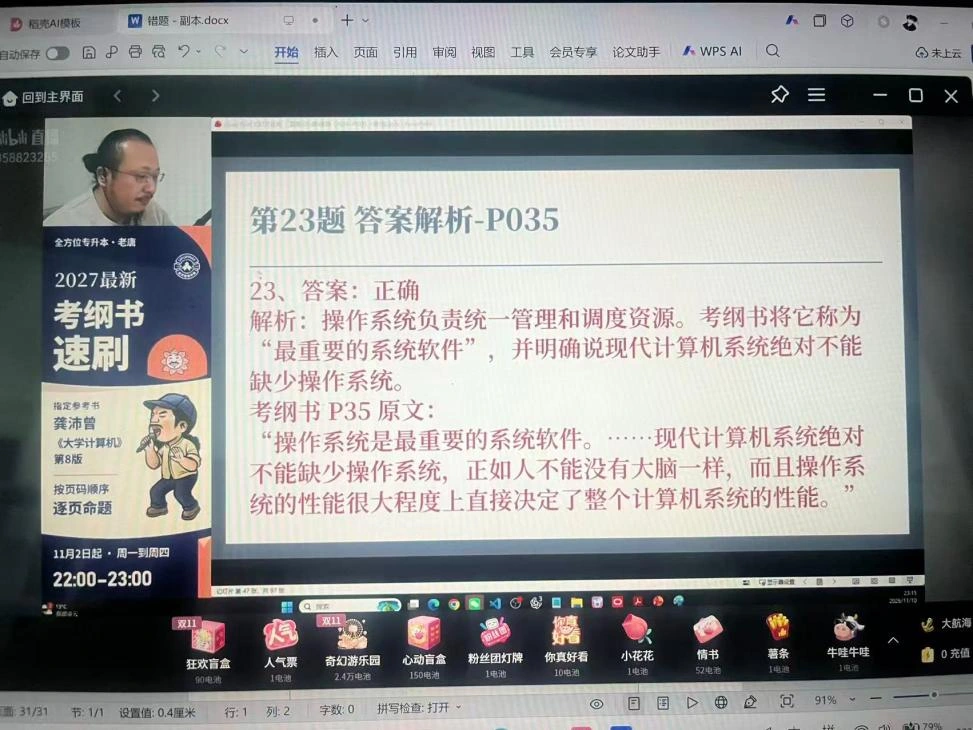 稻壳AI模板
W 错题 - 副本.docx
自动保存
开始 插入 页面 引用 审阅 视图 工具 会员专享 论文助手 WPS AI
未上云
回到主界面
全方位专升本·老唐
2027最新
考纲书
速刷
指定参考书
龚沛曾
《大学计算机》
第8版
按页码顺序
逐页命题
11月2日起·周一到周四
22:00-23:00
第23题 答案解析-P035
23、答案：正确
解析：操作系统负责统一管理和调度资源。考纲书将它称为
“最重要的系统软件”，并明确说现代计算机系统绝对不能
缺少操作系统。
考纲书 P35 原文：
“操作系统是最重要的系统软件。……现代计算机系统绝对
不能缺少操作系统，正如人不能没有大脑一样，而且操作系
统的性能很大程度上直接决定了整个计算机系统的性能。”
搜索
23:15
双11
狂欢盲盒
90电池
人气
人气票
1电池
双11
奇幻游乐园
2.4万电池
心动盲盒
150电池
粉丝团
粉丝团灯牌
1电池
你真好看
你真好看
10电池
小花花
1电池
情书
52电池
薯条
1电池
牛哇牛哇
1电池
大航海
0 充值
页面: 31/31 节: 1/1 设置值: 0.4厘米 行: 1 列: 2 字数: 0 拼写检查: 打开
91%
79%